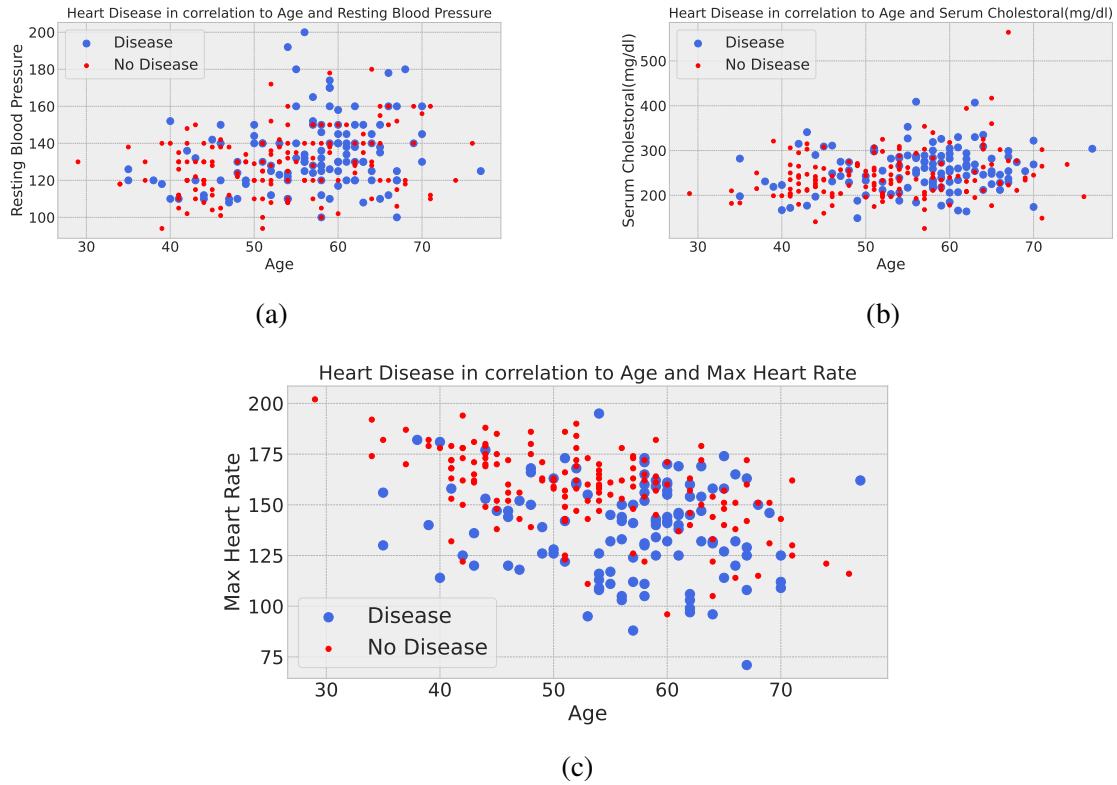 Heart Disease in correlation to Age and Resting Blood Pressure
Resting Blood Pressure
200
180
160
140
120
100
Disease
No Disease
30 40 50 60 70
Age
(a)
Heart Disease in correlation to Age and Serum Cholestoral(mg/dl)
Serum Cholestoral(mg/dl)
500
400
300
200
Disease
No Disease
30 40 50 60 70
Age
(b)
Heart Disease in correlation to Age and Max Heart Rate
Max Heart Rate
200
175
150
125
100
75
Disease
No Disease
30 40 50 60 70
Age
(c)